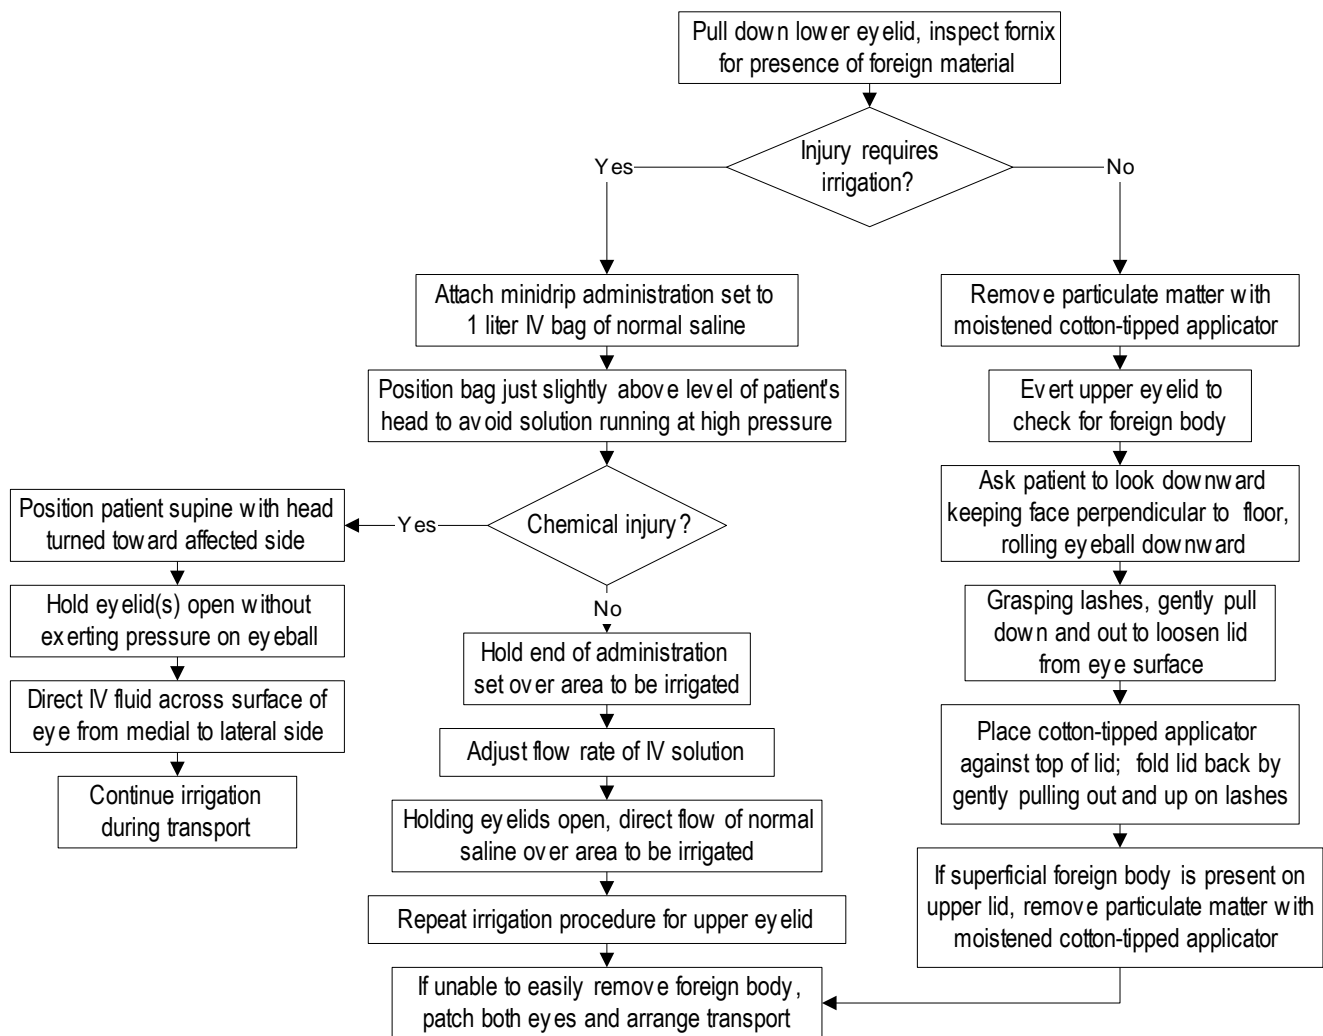 Pull down lower eyelid, inspect fornix
for presence of foreign material
Injury requires
irrigation?
Yes
No
Attach minidrip administration set to
1 liter IV bag of normal saline
Position bag just slightly above level of patient's
head to avoid solution running at high pressure
Chemical injury?
Yes
Position patient supine with head
turned toward affected side
Hold eyelid(s) open without
exerting pressure on eyeball
Direct IV fluid across surface of
eye from medial to lateral side
Continue irrigation
during transport
No
Hold end of administration
set over area to be irrigated
Adjust flow rate of IV solution
Holding eyelids open, direct flow of normal
saline over area to be irrigated
Repeat irrigation procedure for upper eyelid
If unable to easily remove foreign body,
patch both eyes and arrange transport
Remove particulate matter with
moistened cotton-tipped applicator
Evert upper eyelid to
check for foreign body
Ask patient to look downward
keeping face perpendicular to floor,
rolling eyeball downward
Grasping lashes, gently pull
down and out to loosen lid
from eye surface
Place cotton-tipped applicator
against top of lid; fold lid back by
gently pulling out and up on lashes
If superficial foreign body is present on
upper lid, remove particulate matter with
moistened cotton-tipped applicator